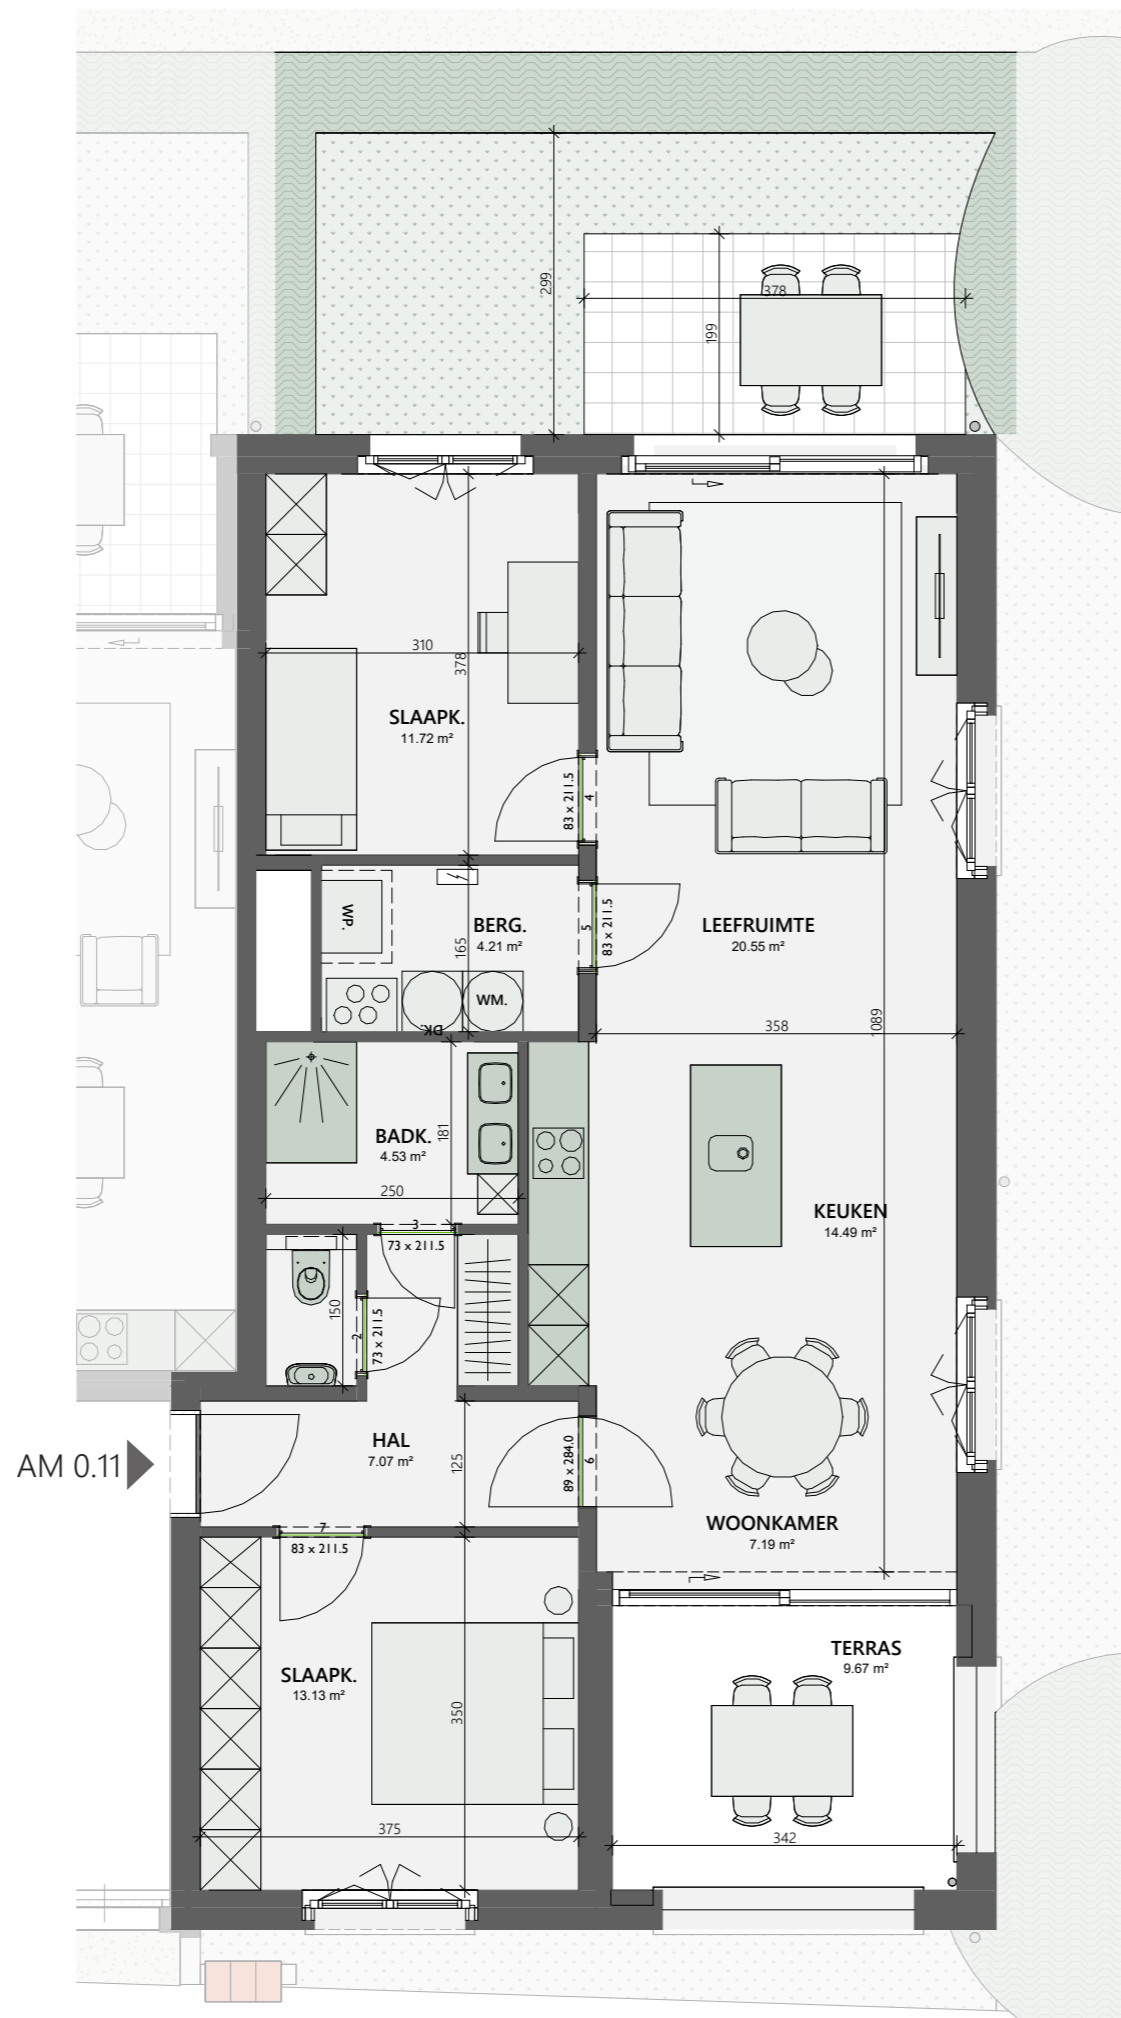 299
378
199
310
378
SLAAPK.
11.72 m²
83 x 211.5
4
WP.
BERG.
4.21 m²
165
5
83 x 211.5
LEEFRUIMTE
20.55 m²
WM.
DK.
358
1089
BADK.
4.53 m²
181
250
KEUKEN
14.49 m²
3
73 x 211.5
150
2
73 x 211.5
AM 0.11
HAL
7.07 m²
125
89 x 284.0
6
WOONKAMER
7.19 m²
7
83 x 211.5
SLAAPK.
13.13 m²
350
375
TERRAS
9.67 m²
342